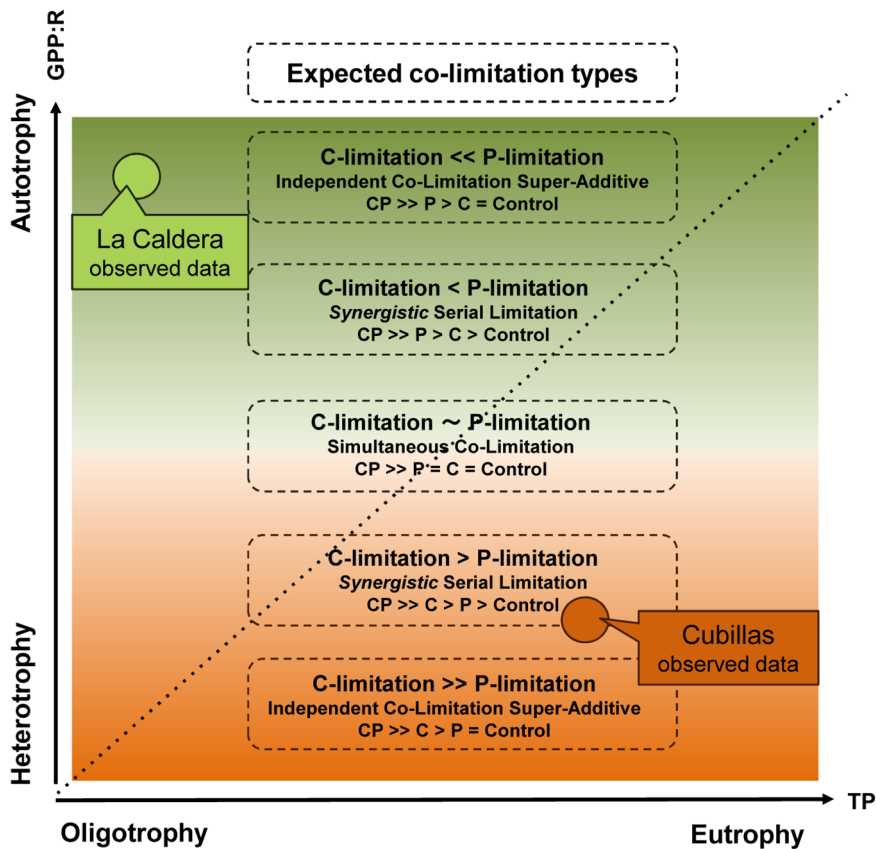 GPP:R
Autotrophy
Heterotrophy
Expected co-limitation types
C-limitation << P-limitation
Independent Co-Limitation Super-Additive
CP >> P > C = Control
La Caldera
observed data
C-limitation < P-limitation
Synergistic Serial Limitation
CP >> P > C > Control
C-limitation ~ P-limitation
Simultaneous Co-Limitation
CP >> P = C = Control
C-limitation > P-limitation
Synergistic Serial Limitation
CP >> C > P > Control
Cubillas
observed data
C-limitation >> P-limitation
Independent Co-Limitation Super-Additive
CP >> C > P = Control
TP
Oligotrophy
Eutrophy